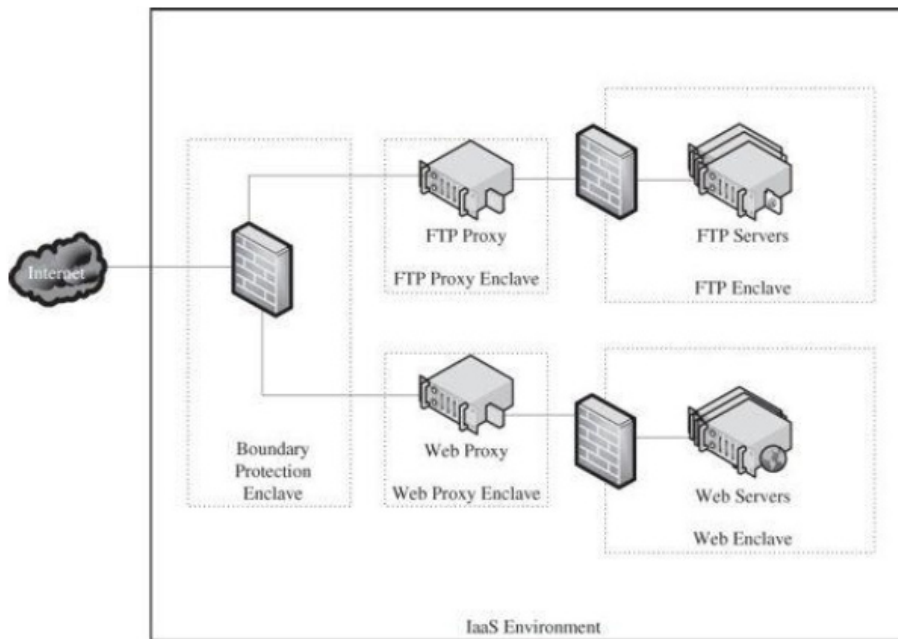 Internet
FTP Proxy
FTP Proxy Enclave
FTP Servers
FTP Enclave
Boundary
Protection
Enclave
Web Proxy
Web Proxy Enclave
Web Servers
Web Enclave
IaaS Environment